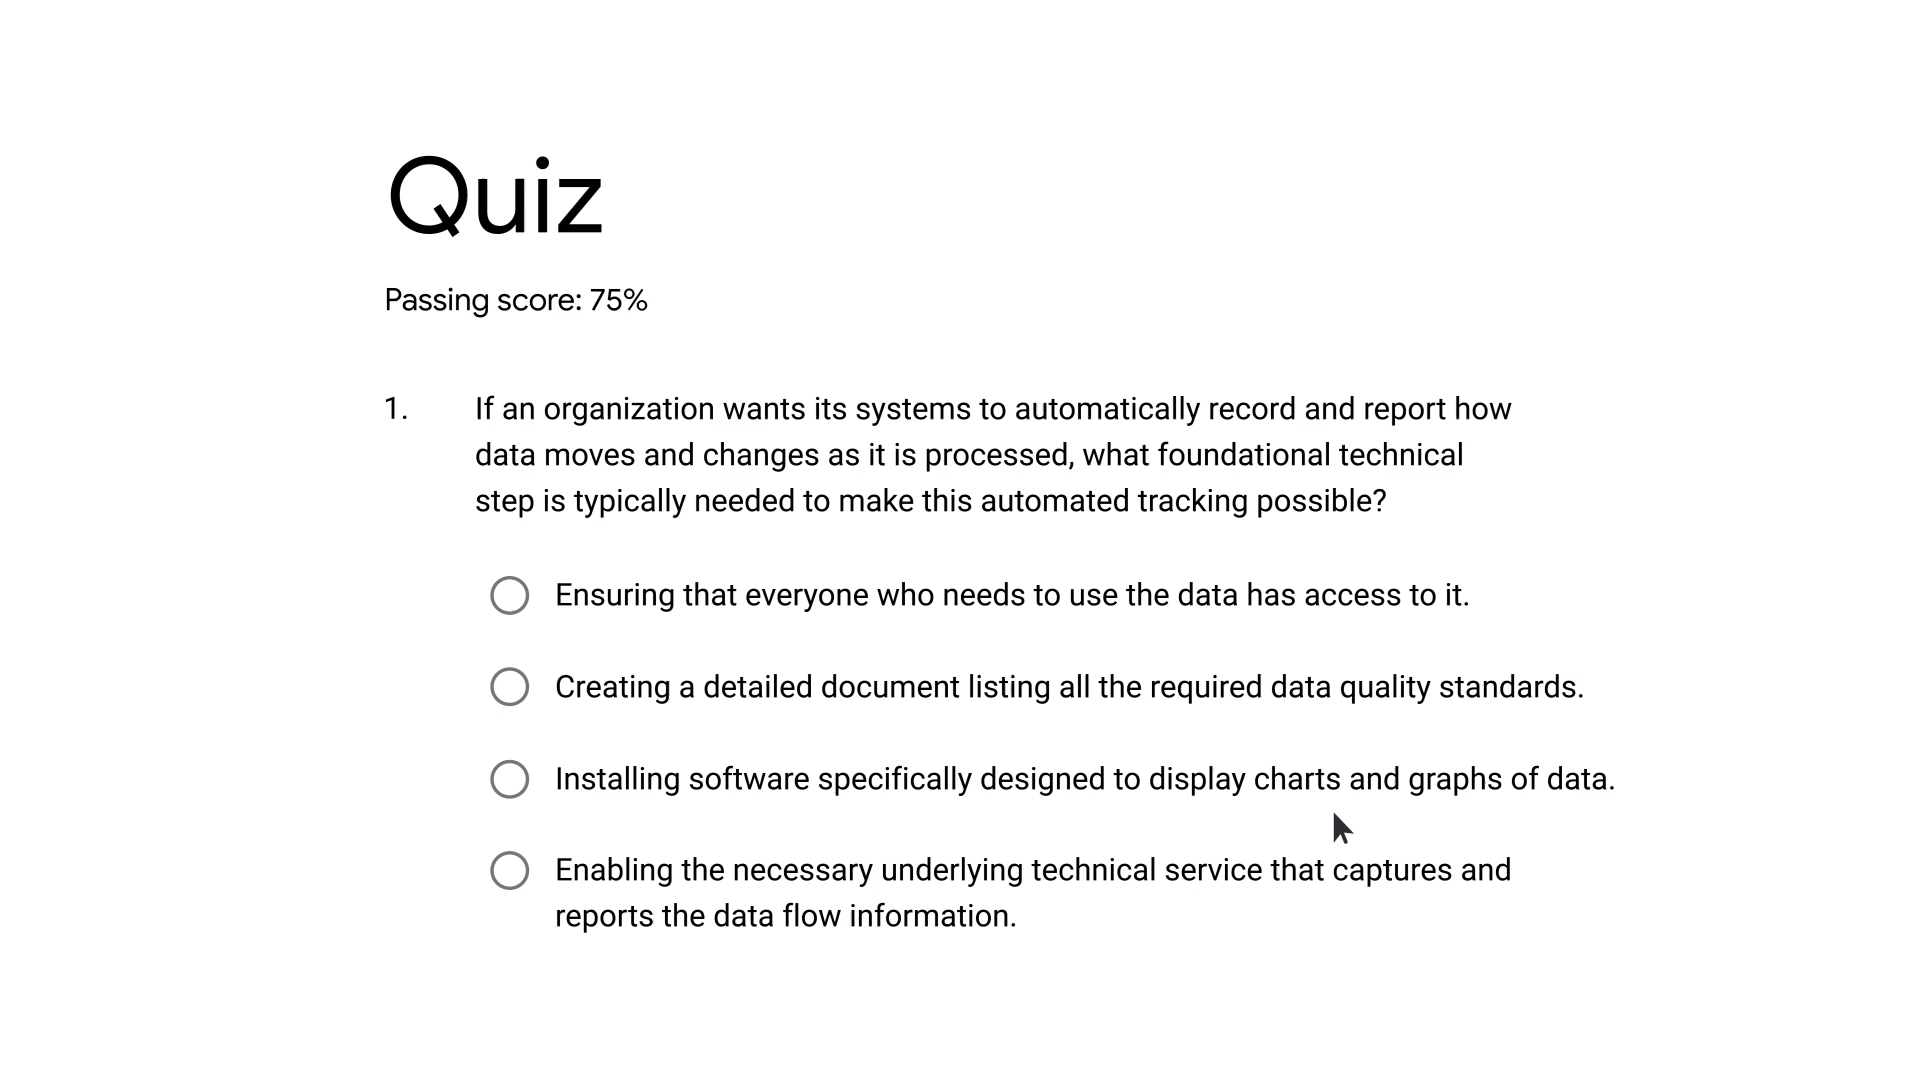 Quiz
Passing score: 75%
1. If an organization wants its systems to automatically record and report how
data moves and changes as it is processed, what foundational technical
step is typically needed to make this automated tracking possible?
Ensuring that everyone who needs to use the data has access to it.
Creating a detailed document listing all the required data quality standards.
Installing software specifically designed to display charts and graphs of data.
Enabling the necessary underlying technical service that captures and
reports the data flow information.